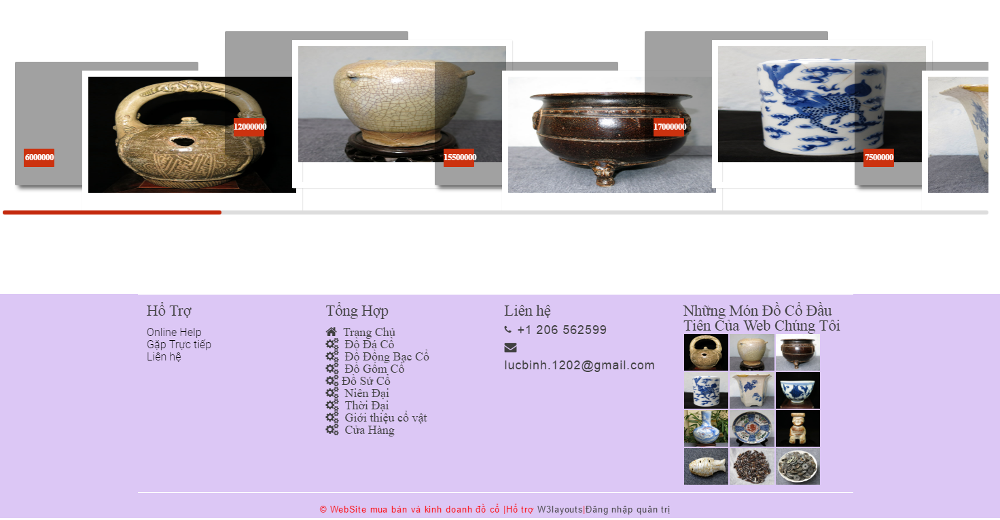 6000000
12000000
15500000
17000000
7500000
Hổ Trợ
Online Help
Gặp Trực tiếp
Liên hệ
Tổng Hợp
Trang Chủ
Đồ Đá Cổ
Đồ Đồng Bạc Cổ
Đồ Gốm Cổ
Đồ Sứ Cổ
Niên Đại
Thời Đại
Giới thiệu cổ vật
Cửa Hàng
Liên hệ
+1 206 562599
lucbinh.1202@gmail.com
Những Món Đồ Cổ Đầu
Tiên Của Web Chúng Tôi
© WebSite mua bán và kinh doanh đồ cổ |Hổ trợ W3layouts|Đăng nhập quản trị